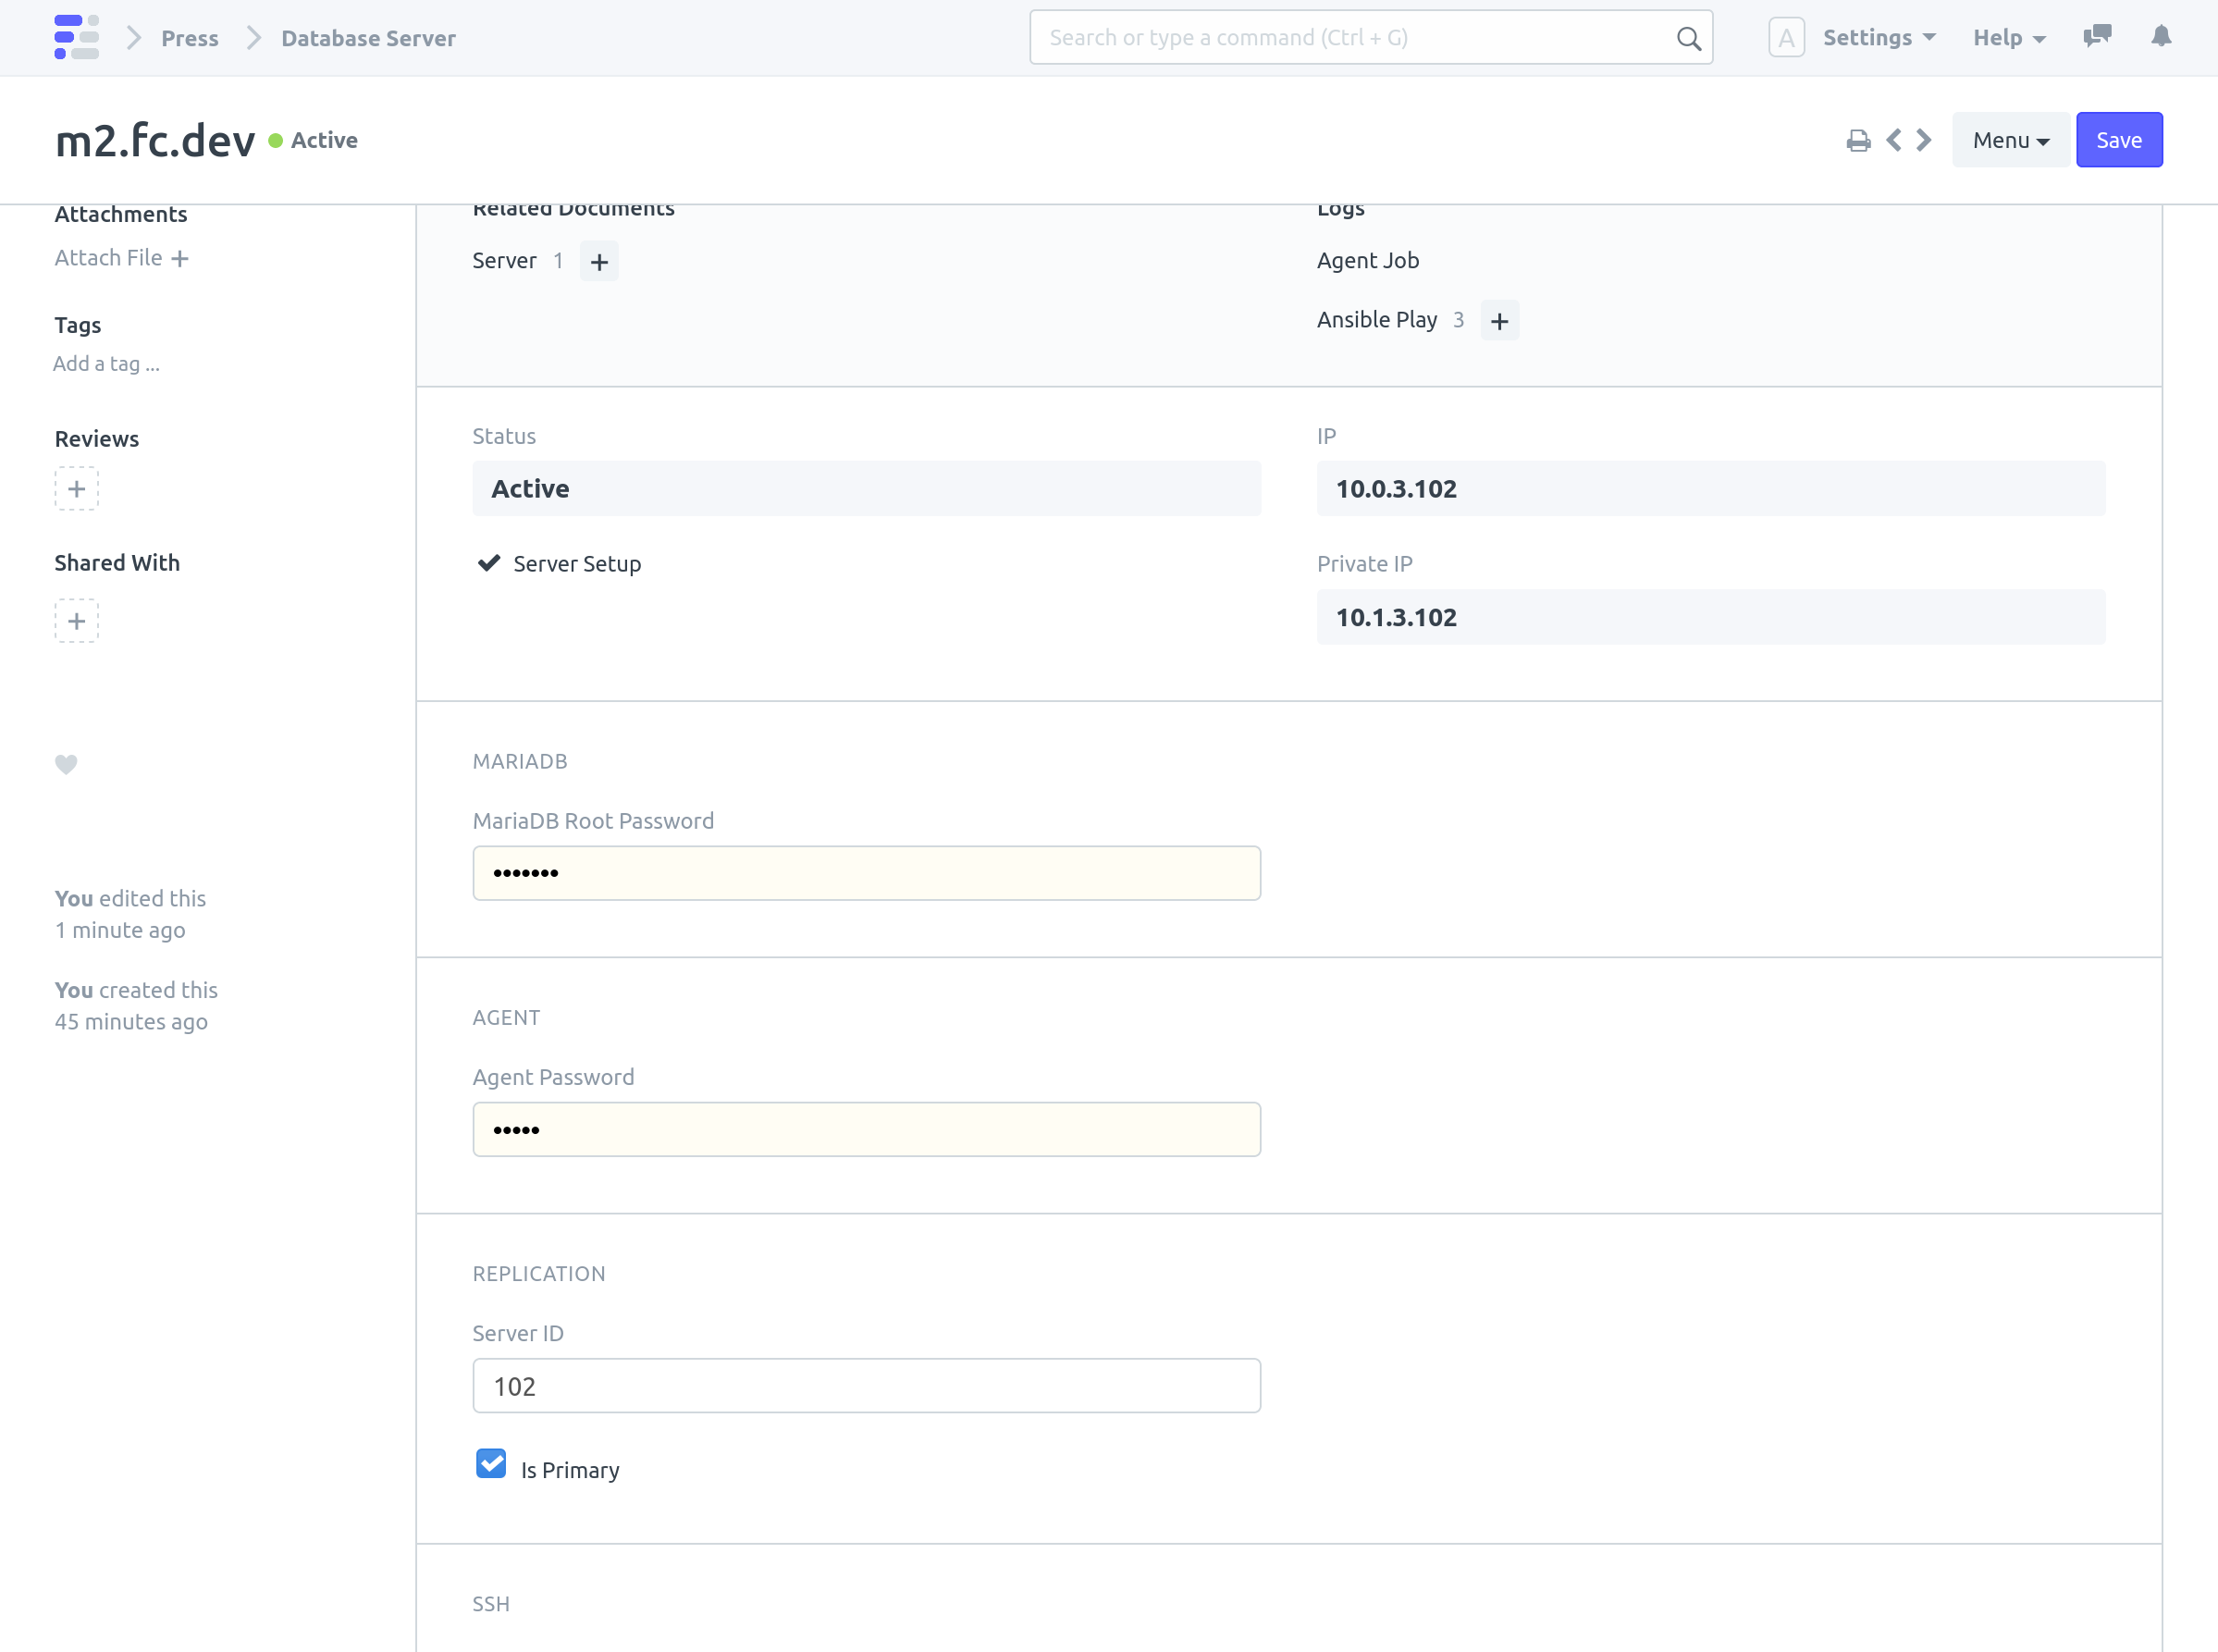 Press
Database Server
Search or type a command (Ctrl + G)
A
Settings
Help
m2.fc.dev
Active
Menu
Save
Attachments
Attach File
Tags
Add a tag ...
Reviews
Shared With
You edited this
1 minute ago
You created this
45 minutes ago
Related Documents
Server 1
Logs
Agent Job
Ansible Play 3
Status
Active
Server Setup
IP
10.0.3.102
Private IP
10.1.3.102
MARIADB
MariaDB Root Password
•••••••
AGENT
Agent Password
•••••
REPLICATION
Server ID
102
Is Primary
SSH